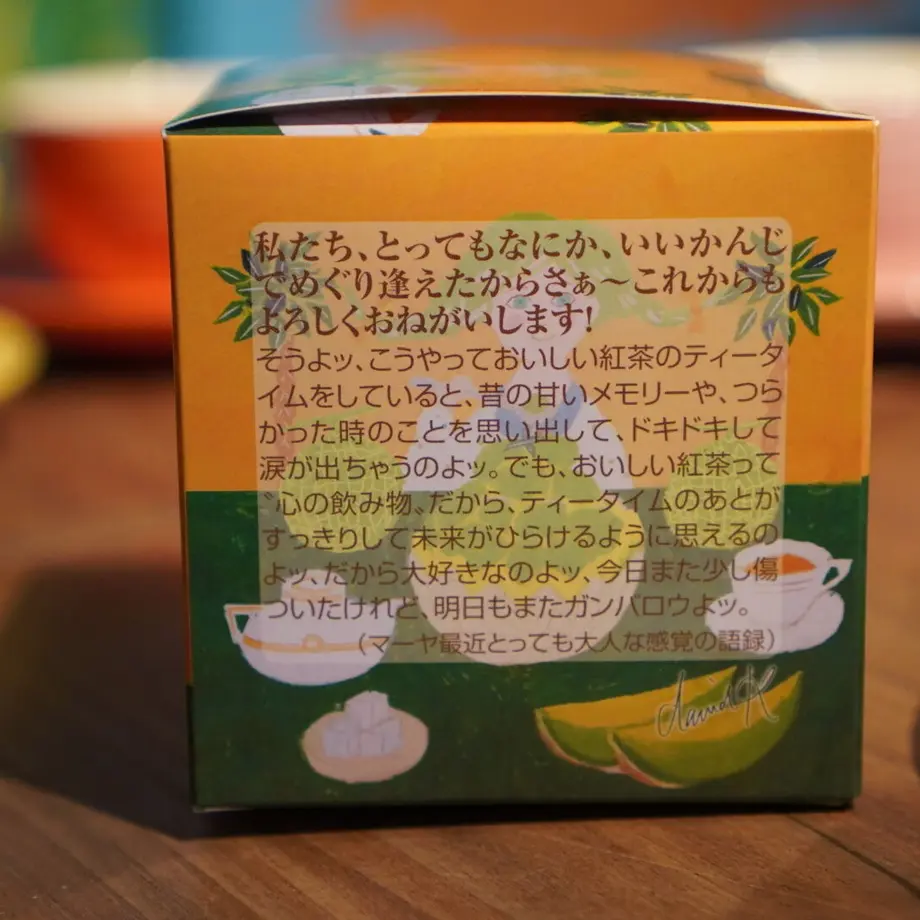 私たち、とってもなにか、いいかんじ
でめぐり逢えたからさぁ～これからも
よろしくおねがいします!
そうよッ、こうやっておいしい紅茶のティータ
イムをしていると、昔の甘いメモリーや、つら
かった時のことを思い出して、ドキドキして
涙が出ちゃうのよッ。でも、おいしい紅茶って
〝心の飲み物〟だから、ティータイムのあとが
すっきりして未来がひらけるように思えるの
よッ、だから大好きなのよッ、今日また少し傷
ついたけれど、明日もまたガンバロウよッ。
(マーヤ最近とっても大人な感覚の語録)